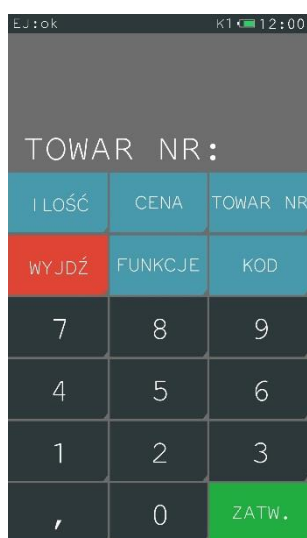 EJ:ok K1 12:00
TOWAR NR:
ILOŚĆ CENA TOWAR NR
WYJDŹ FUNKCJE KOD
7 8 9
4 5 6
1 2 3
, 0 ZATW.